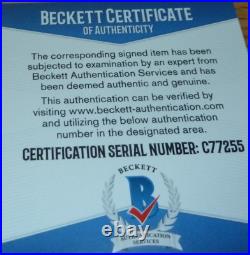 BECKETT CERTIFICATE
OF AUTHENTICITY
The corresponding signed item has been
subjected to examination by an expert from
Beckett Authentication Services and has
been deemed authentic and genuine.
This authentication can be verified by
visiting www.beckett-authentication.com
and utilizing the below authentication
number in the designated area.
CERTIFICATION SERIAL NUMBER: C77255
BECKETT
B
AUTHENTICATION
SERVICES